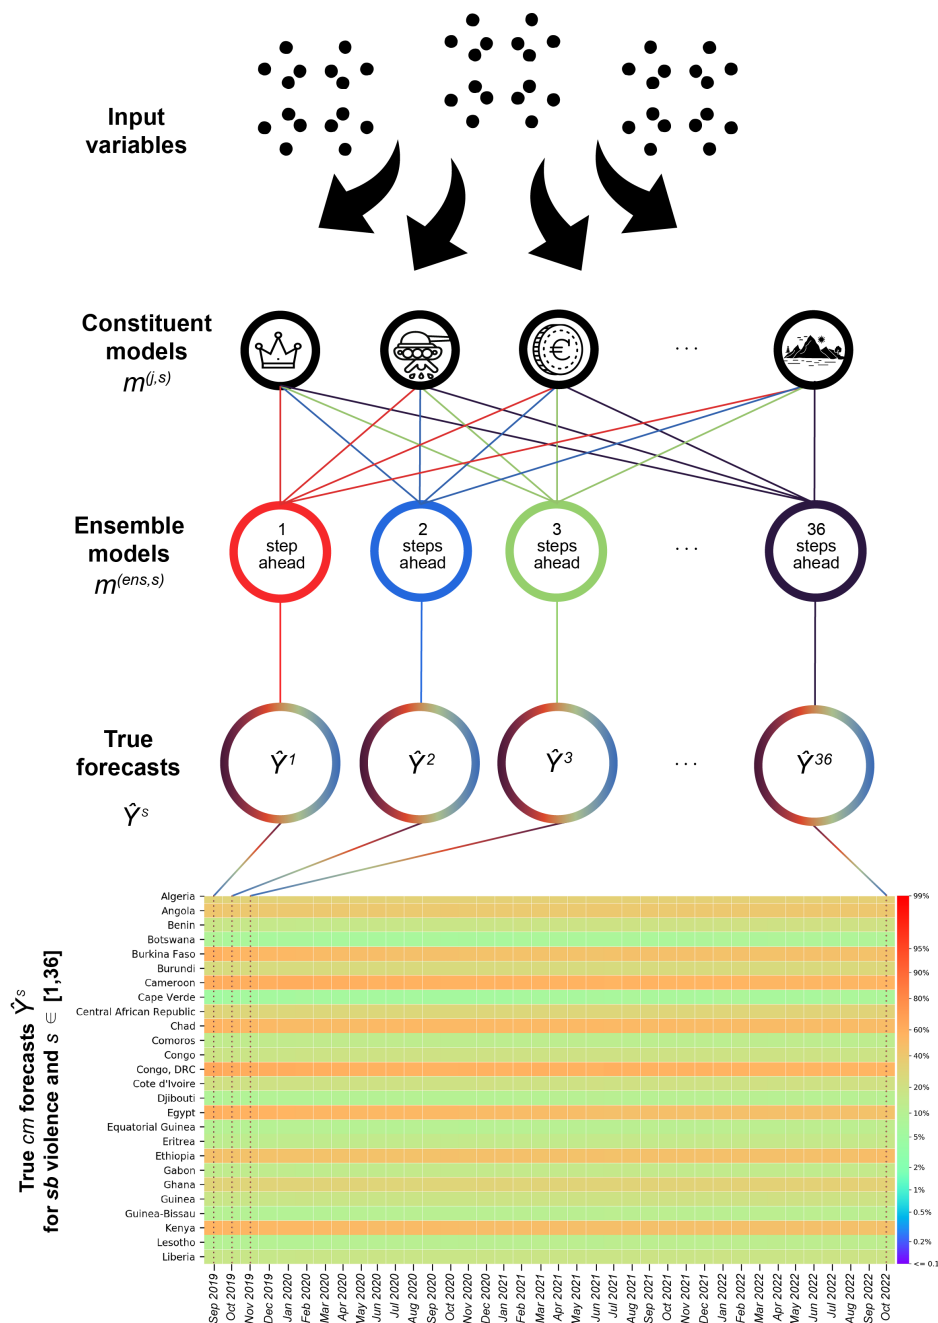 Input
variables
Constituent
models
m(j,s)
€
...
Ensemble
models
m(ens,s)
1
step
ahead
2
steps
ahead
3
steps
ahead
...
36
steps
ahead
True
forecasts
Ŷs
Ŷ1
Ŷ2
Ŷ3
...
Ŷ36
True cm forecasts Ŷs
for sb violence and s ∈ [1,36]
Algeria
Angola
Benin
Botswana
Burkina Faso
Burundi
Cameroon
Cape Verde
Central African Republic
Chad
Comoros
Congo
Congo, DRC
Cote d'Ivoire
Djibouti
Egypt
Equatorial Guinea
Eritrea
Ethiopia
Gabon
Ghana
Guinea
Guinea-Bissau
Kenya
Lesotho
Liberia
99%
95%
90%
80%
60%
40%
20%
10%
5%
2%
1%
0.5%
0.2%
<= 0.1
Sep 2019
Oct 2019
Nov 2019
Dec 2019
Jan 2020
Feb 2020
Mar 2020
Apr 2020
May 2020
Jun 2020
Jul 2020
Aug 2020
Sep 2020
Oct 2020
Nov 2020
Dec 2020
Jan 2021
Feb 2021
Mar 2021
Apr 2021
May 2021
Jun 2021
Jul 2021
Aug 2021
Sep 2021
Oct 2021
Nov 2021
Dec 2021
Jan 2022
Feb 2022
Mar 2022
Apr 2022
May 2022
Jun 2022
Jul 2022
Aug 2022
Sep 2022
Oct 2022